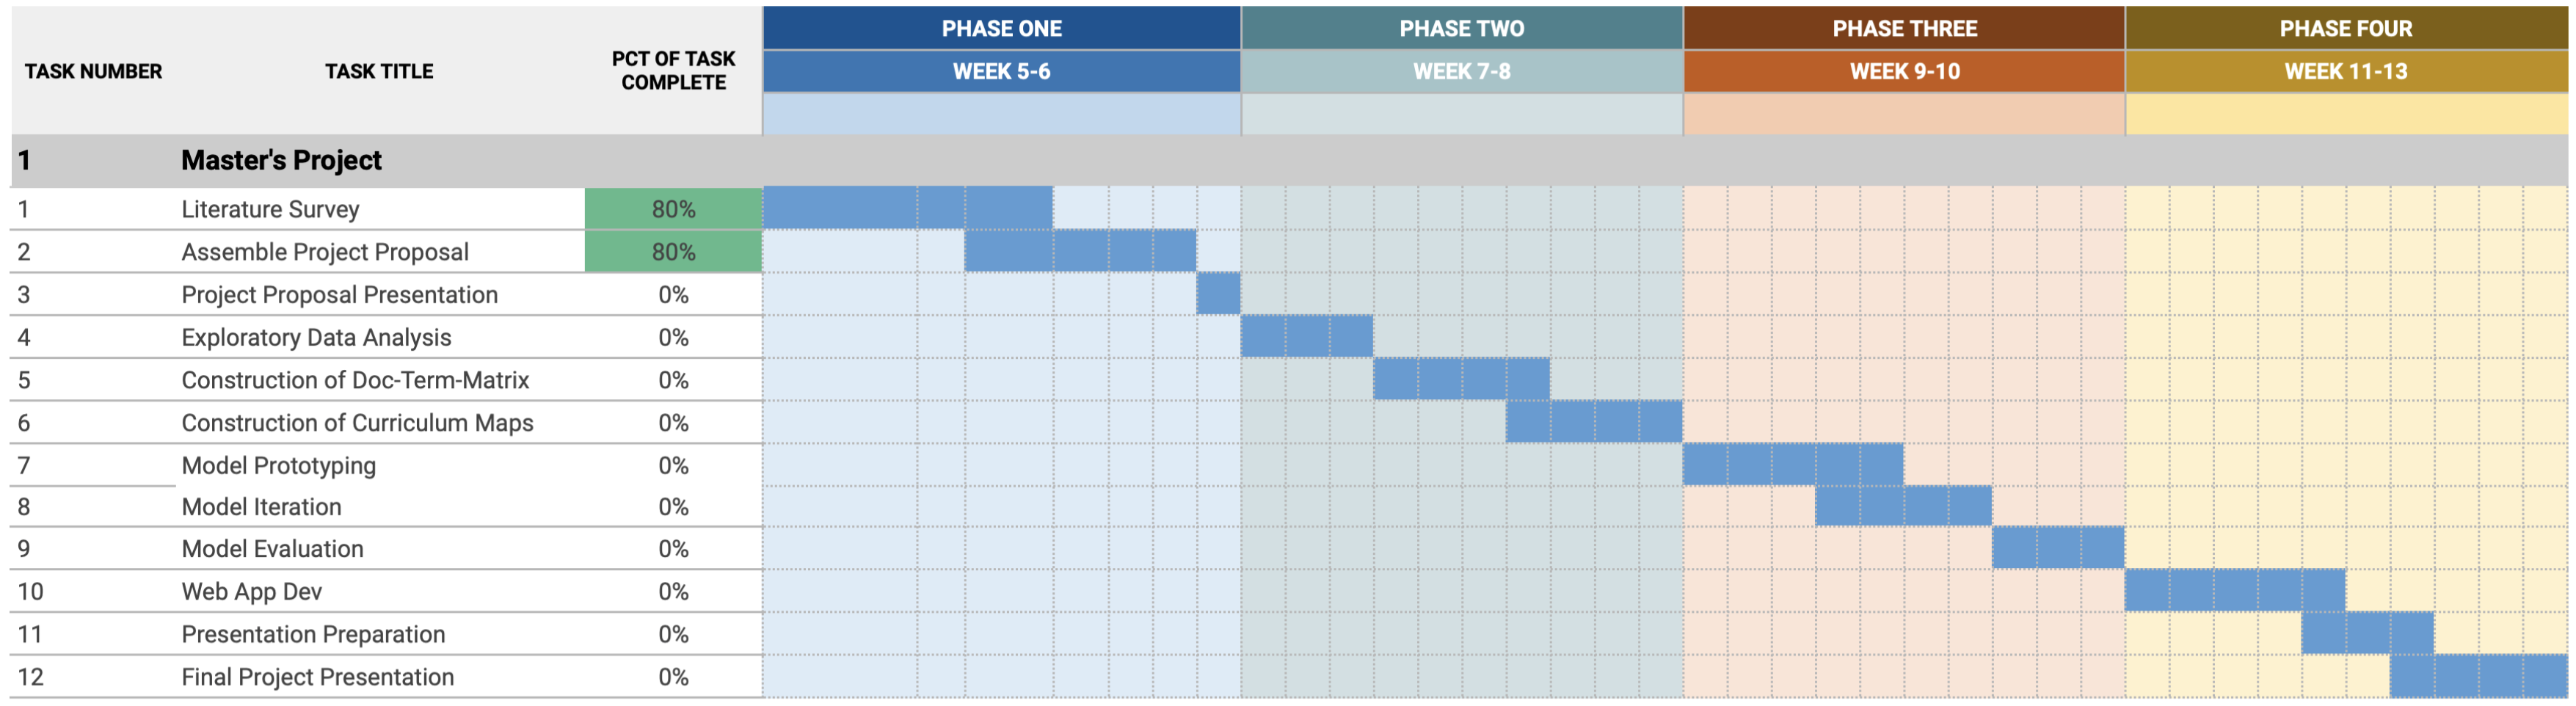 TASK NUMBER TASK TITLE PCT OF TASK COMPLETE PHASE ONE PHASE TWO PHASE THREE PHASE FOUR
WEEK 5-6 WEEK 7-8 WEEK 9-10 WEEK 11-13
1 Master's Project
1 Literature Survey 80%
2 Assemble Project Proposal 80%
3 Project Proposal Presentation 0%
4 Exploratory Data Analysis 0%
5 Construction of Doc-Term-Matrix 0%
6 Construction of Curriculum Maps 0%
7 Model Prototyping 0%
8 Model Iteration 0%
9 Model Evaluation 0%
10 Web App Dev 0%
11 Presentation Preparation 0%
12 Final Project Presentation 0%